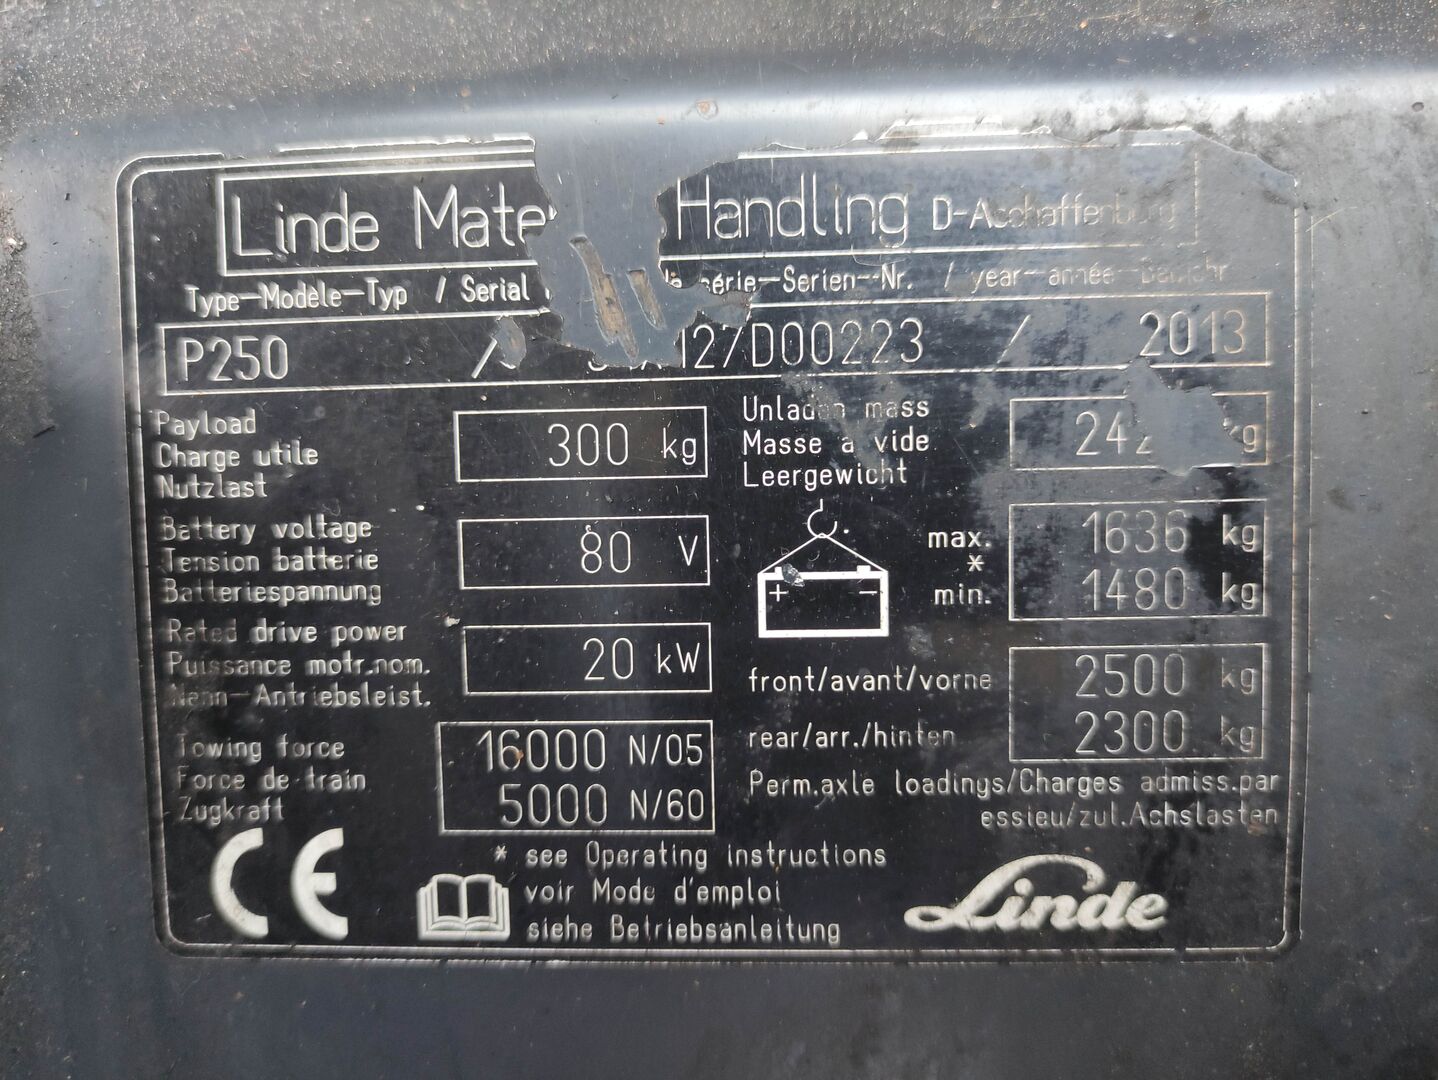 Linde Mate Handling D-Aschaffenburg
Type-Modèle-Typ / Serial série-Serien-Nr. / year-année-Baujahr
P250 / 127D00223 / 2013
Payload
Charge utile
Nutzlast
300 kg
Battery voltage
Tension batterie
Batteriespannung
80 V
Rated drive power
Puissance motr.nom.
Nenn-Antriebsleist.
20 kW
Towing force
Force de train
Zugkraft
16000 N/05
5000 N/60
Unladen mass
Masse a vide
Leergewicht
kg
max. 1636 kg
*
min. 1480 kg
+ -
front/avant/vorne 2500 kg
rear/arr./hinten 2300 kg
Perm.axle loadings/Charges admiss.par
essieu/zul.Achslasten
CE
* see Operating instructions
voir Mode d'emploi
siehe Betriebsanleitung
Linde